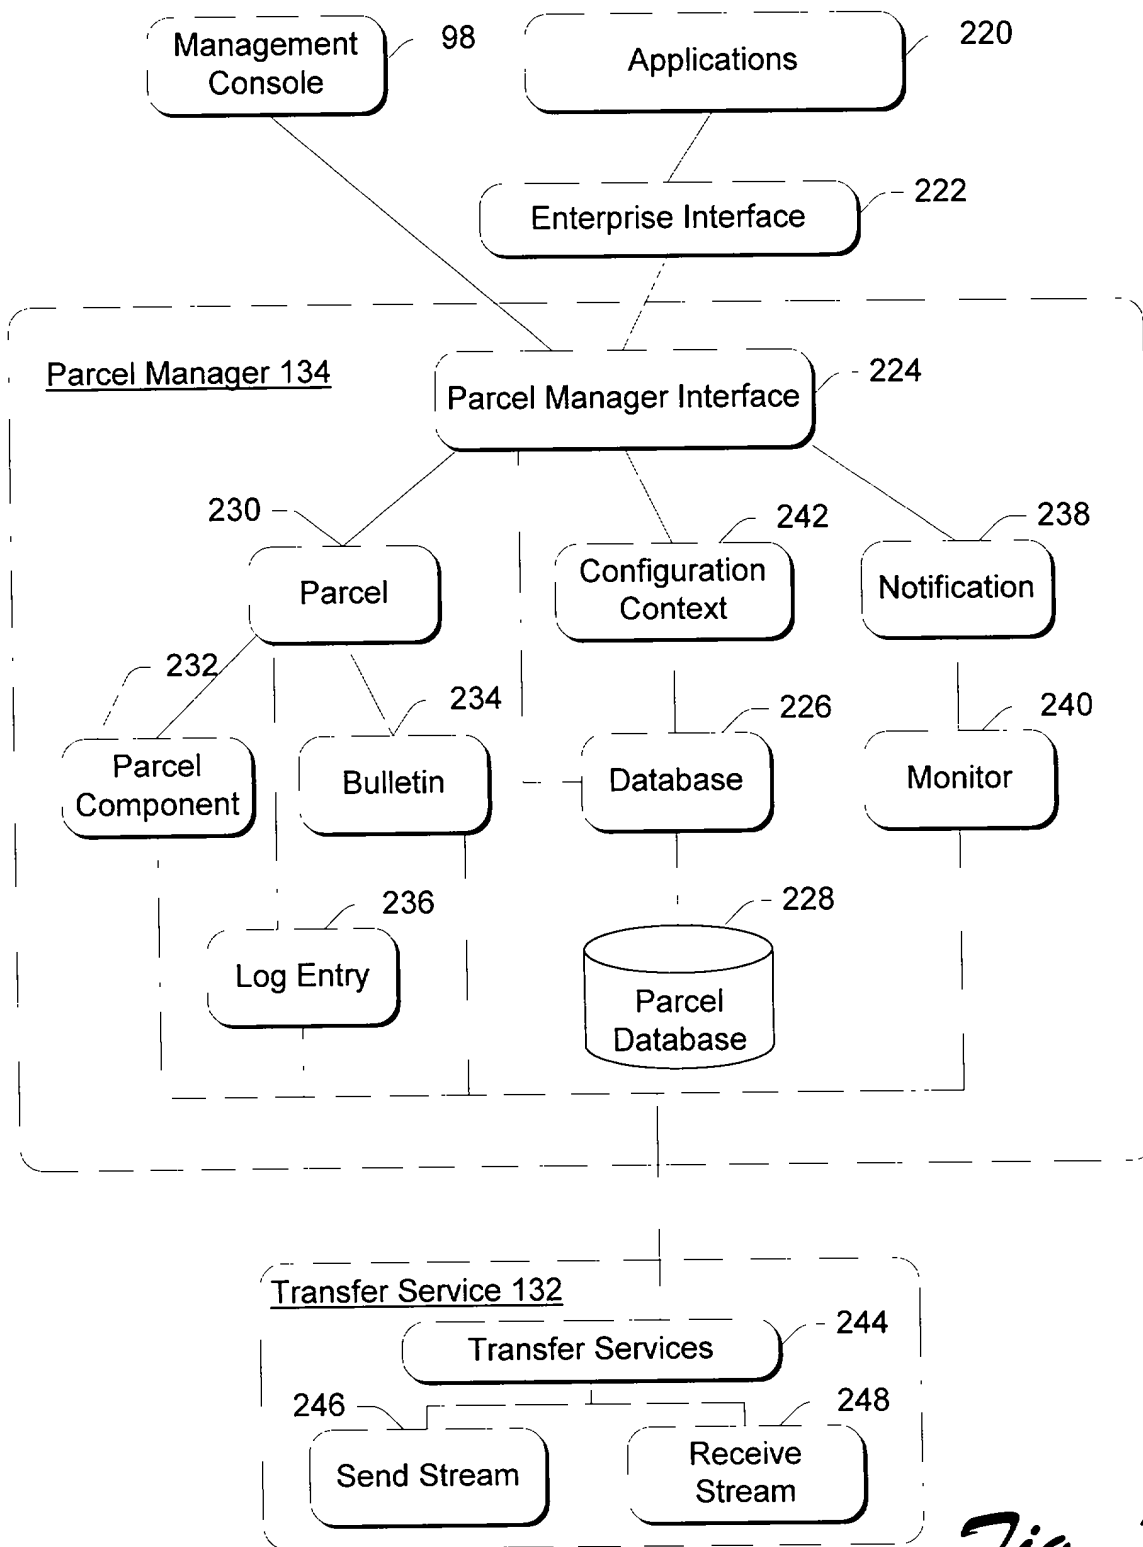 Management
Console
98
Applications
220
Enterprise Interface
222
Parcel Manager 134
Parcel Manager Interface
224
230
Parcel
242
Configuration
Context
238
Notification
232
Parcel
Component
234
Bulletin
226
Database
240
Monitor
236
Log Entry
228
Parcel
Database
Transfer Service 132
Transfer Services
244
246
Send Stream
248
Receive
Stream
Fig.